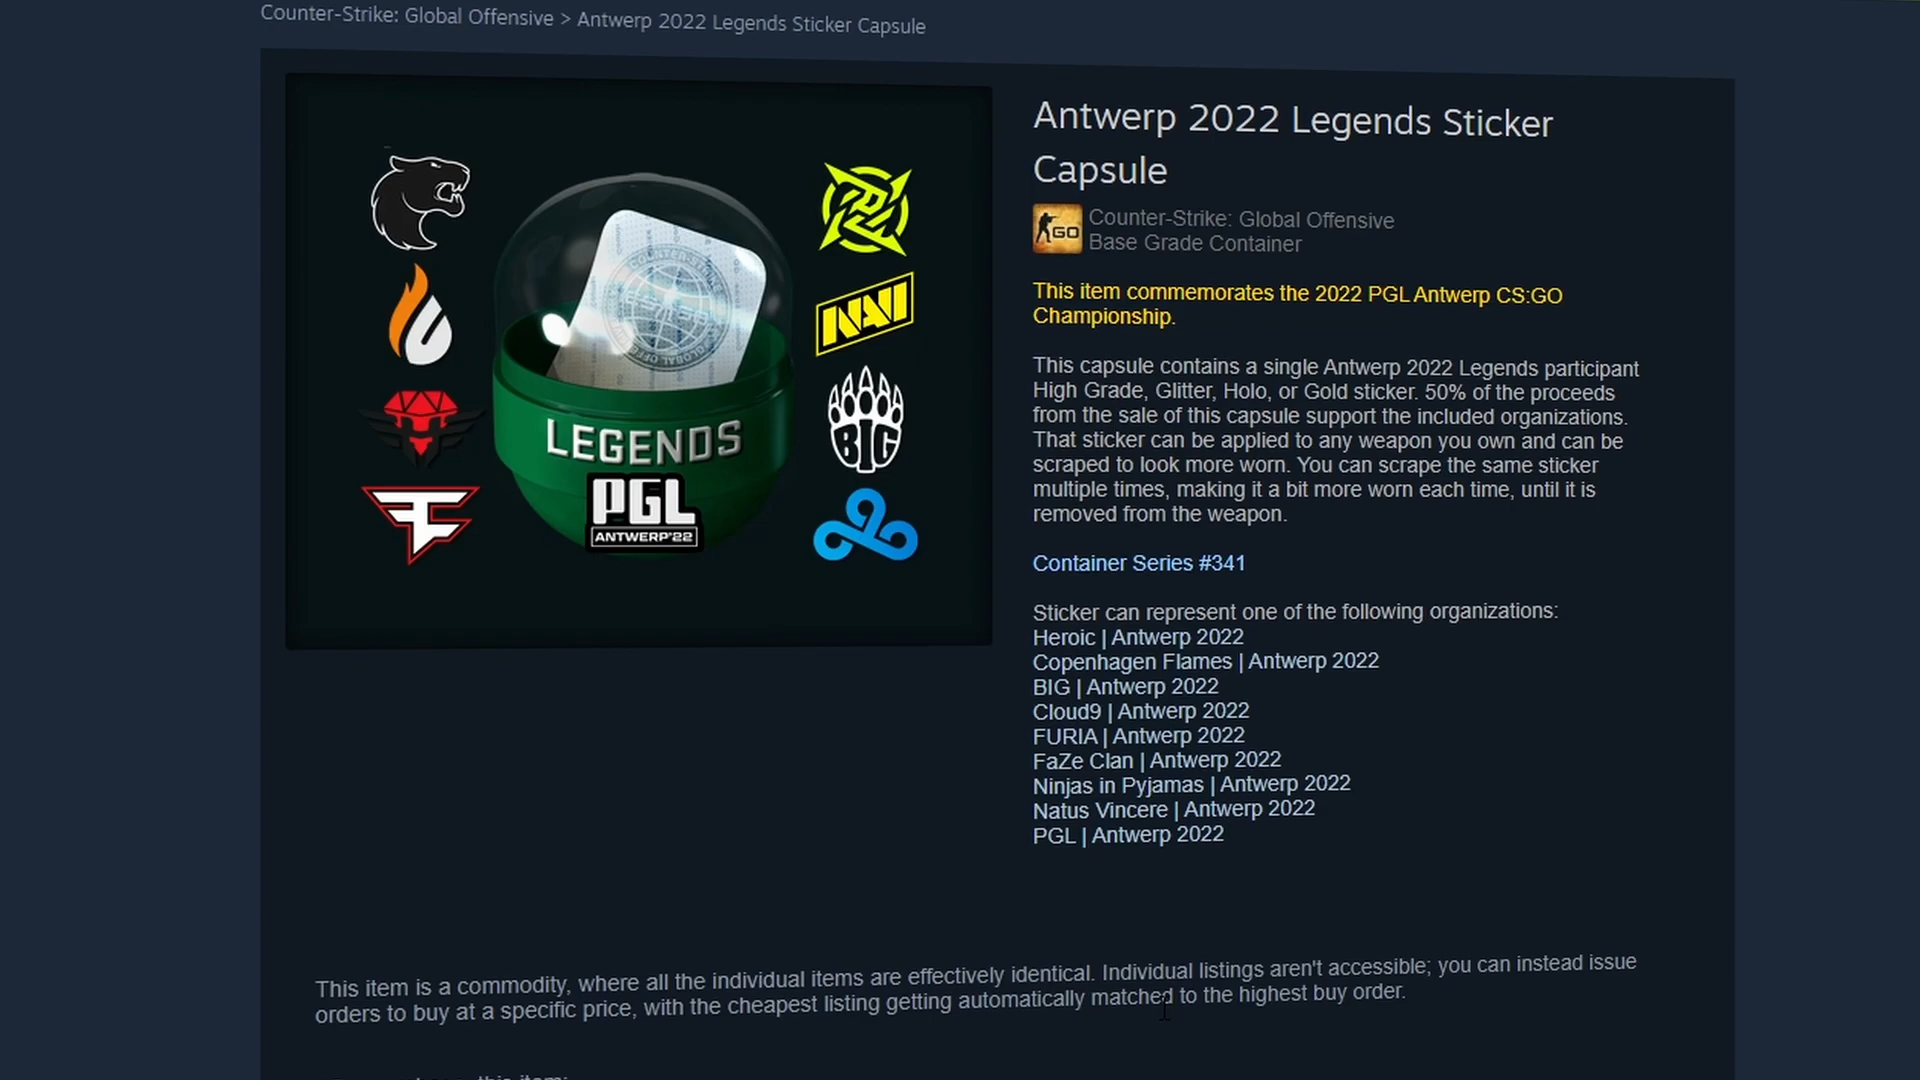 Counter-Strike: Global Offensive > Antwerp 2022 Legends Sticker Capsule
Antwerp 2022 Legends Sticker
Capsule
GO
Counter-Strike: Global Offensive
Base Grade Container
This item commemorates the 2022 PGL Antwerp CS:GO
Championship.
This capsule contains a single Antwerp 2022 Legends participant
High Grade, Glitter, Holo, or Gold sticker. 50% of the proceeds
from the sale of this capsule support the included organizations.
That sticker can be applied to any weapon you own and can be
scraped to look more worn. You can scrape the same sticker
multiple times, making it a bit more worn each time, until it is
removed from the weapon.
Container Series #341
Sticker can represent one of the following organizations:
Heroic | Antwerp 2022
Copenhagen Flames | Antwerp 2022
BIG | Antwerp 2022
Cloud9 | Antwerp 2022
FURIA | Antwerp 2022
FaZe Clan | Antwerp 2022
Ninjas in Pyjamas | Antwerp 2022
Natus Vincere | Antwerp 2022
PGL | Antwerp 2022
COUNTER-STRIKE
GLOBAL OFFENSIVE
NAVI
BIG
LEGENDS
PGL
ANTWERP'22
This item is a commodity, where all the individual items are effectively identical. Individual listings aren't accessible; you can instead issue
orders to buy at a specific price, with the cheapest listing getting automatically matched to the highest buy order.
this item: